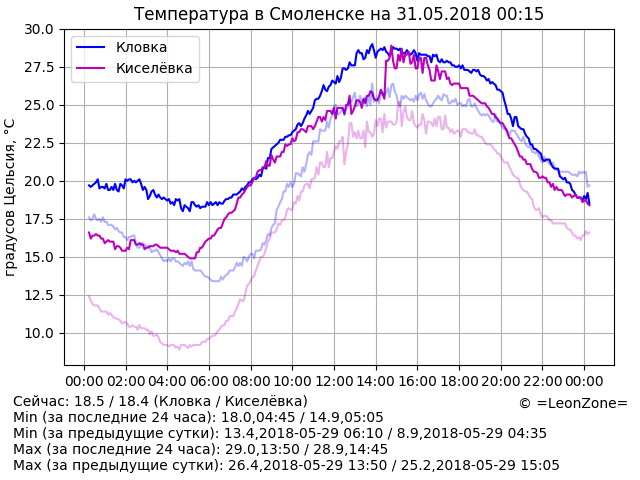 Температура в Смоленске на 31.05.2018 00:15
градусов Цельсия, °C
30.0
27.5
25.0
22.5
20.0
17.5
15.0
12.5
10.0
Кловка
Киселёвка
00:00 02:00 04:00 06:00 08:00 10:00 12:00 14:00 16:00 18:00 20:00 22:00 00:00
Сейчас: 18.5 / 18.4 (Кловка / Киселёвка)
© =LeonZone=
Min (за последние 24 часа): 18.0,04:45 / 14.9,05:05
Min (за предыдущие сутки): 13.4,2018-05-29 06:10 / 8.9,2018-05-29 04:35
Max (за последние 24 часа): 29.0,13:50 / 28.9,14:45
Max (за предыдущие сутки): 26.4,2018-05-29 13:50 / 25.2,2018-05-29 15:05